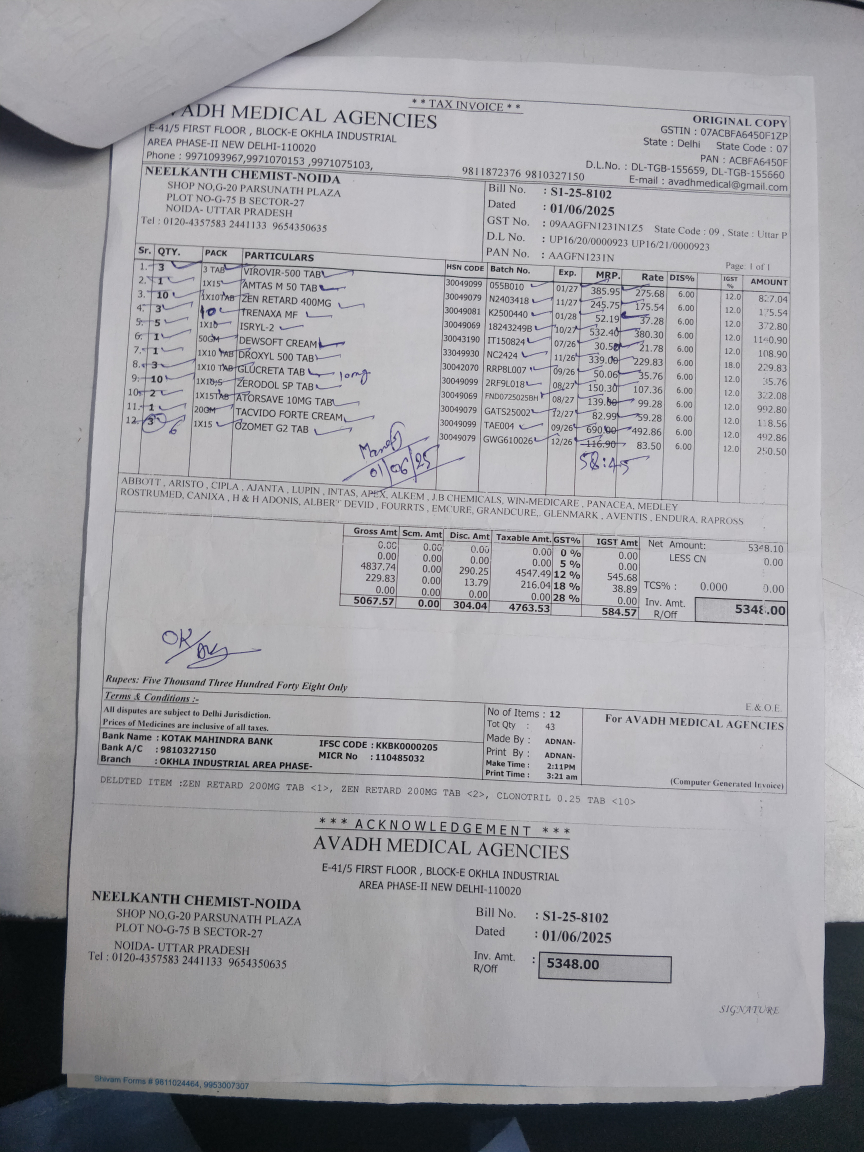 ** TAX INVOICE **
ADH MEDICAL AGENCIES
E-41/5 FIRST FLOOR , BLOCK-E OKHLA INDUSTRIAL
AREA PHASE-II NEW DELHI-110020
Phone : 9971093967,9971070153 ,9971075103, 9811872376 9810327150
ORIGINAL COPY
GSTIN : 07ACBFA6450F1ZP
State : Delhi State Code : 07
PAN : ACBFA6450F
D.L.No. : DL-TGB-155659, DL-TGB-155660
E-mail : avadhmedical@gmail.com
NEELKANTH CHEMIST-NOIDA
SHOP NO,G-20 PARSUNATH PLAZA
PLOT NO-G-75 B SECTOR-27
NOIDA- UTTAR PRADESH
Tel : 0120-4357583 2441133 9654350635
Bill No. : S1-25-8102
Dated : 01/06/2025
GST No. : 09AAGFN1231N1Z5 State Code : 09 , State : Uttar P
D.L No. : UP16/20/0000923 UP16/21/0000923
PAN No. : AAGFN1231N
Page 1 of 1
Sr. QTY. PACK PARTICULARS HSN CODE Batch No. Exp. MRP. Rate DIS% IGST % AMOUNT
1. 3 3 TAB VIROVIR-500 TAB 30049099 055B010 01/27 385.95 275.68 6.00 12.0 827.04
2. 1 1X15 AMTAS M 50 TAB 30049079 N2403418 11/27 245.75 175.54 6.00 12.0 175.54
3. 10 1X10TAB ZEN RETARD 400MG 30049081 K2500440 01/28 52.19 37.28 6.00 12.0 372.80
4. 3 10 TRENAXA MF 30049069 18243249B 10/27 532.40 380.30 6.00 12.0 1140.90
5. 5 1X10 ISRYL-2 30043190 IT150824 07/26 30.50 21.78 6.00 12.0 108.90
6. 1 50GM DEWSOFT CREAM 33049930 NC2424 11/26 339.00 229.83 6.00 18.0 229.83
7. 1 1X10 TAB DROXYL 500 TAB 30042070 RRP8L007 09/26 50.06 35.76 6.00 12.0 35.76
8. 3 1X10 TAB GLUCRETA TAB 10mg 30049099 2RF9L018 08/27 150.30 107.36 6.00 12.0 322.08
9. 10 1X10,S ZERODOL SP TAB 30049069 FND0725025BH 08/27 139.00 99.28 6.00 12.0 992.80
10. 2 1X15TAB ATORSAVE 10MG TAB 30049079 GATS25002 12/27 82.99 59.28 6.00 12.0 118.56
11. 1 20GM TACVIDO FORTE CREAM 30049099 TAE004 09/26 690.00 492.86 6.00 12.0 492.86
12. 3 6 1X15 OZOMET G2 TAB 30049079 GWG610026 12/26 116.90 83.50 6.00 12.0 250.50
58:45
01/06/25
ABBOTT , ARISTO , CIPLA , AJANTA , LUPIN , INTAS, APEX, ALKEM , J.B CHEMICALS, WIN-MEDICARE , PANACEA, MEDLEY
ROSTRUMED, CANIXA , H & H ADONIS, ALBERT DEVID , FOURRTS , EMCURE, GRANDCURE,, GLENMARK , AVENTIS , ENDURA, RAPROSS
Gross Amt Scm. Amt Disc. Amt Taxable Amt. GST% IGST Amt
0.00 0.00 0.00 0.00 0 % 0.00
0.00 0.00 0.00 0.00 5 % 0.00
4837.74 0.00 290.25 4547.49 12 % 545.68
229.83 0.00 13.79 216.04 18 % 38.89
0.00 0.00 0.00 0.00 28 % 0.00
5067.57 0.00 304.04 4763.53 584.57
Net Amount: 5348.10
LESS CN 0.00
TCS% : 0.000 0.00
Inv. Amt. R/Off 5348.00
OK
Rupees: Five Thousand Three Hundred Forty Eight Only
E.& O.E.
Terms & Conditions :-
All disputes are subject to Delhi Jurisdiction.
Prices of Medicines are inclusive of all taxes.
Bank Name : KOTAK MAHINDRA BANK IFSC CODE : KKBK0000205
Bank A/C : 9810327150 MICR No : 110485032
Branch : OKHLA INDUSTRIAL AREA PHASE-
No of Items : 12
Tot Qty : 43
Made By : ADNAN-
Print By : ADNAN-
Make Time : 2:11PM
Print Time : 3:21 am
For AVADH MEDICAL AGENCIES
(Computer Generated Invoice)
DELDTED ITEM :ZEN RETARD 200MG TAB <1>, ZEN RETARD 200MG TAB <2>, CLONOTRIL 0.25 TAB <10>
*** ACKNOWLEDGEMENT ***
AVADH MEDICAL AGENCIES
E-41/5 FIRST FLOOR , BLOCK-E OKHLA INDUSTRIAL
AREA PHASE-II NEW DELHI-110020
NEELKANTH CHEMIST-NOIDA
SHOP NO,G-20 PARSUNATH PLAZA
PLOT NO-G-75 B SECTOR-27
NOIDA- UTTAR PRADESH
Tel : 0120-4357583 2441133 9654350635
Bill No. : S1-25-8102
Dated : 01/06/2025
Inv. Amt. R/Off : 5348.00
SIGNATURE
Shivam Forms # 9811024464, 9953007307